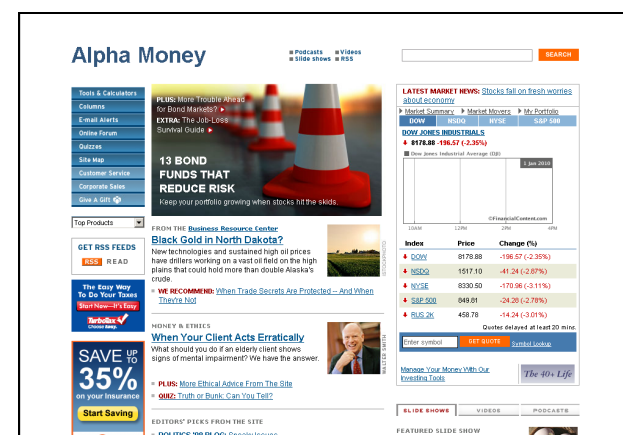 Alpha Money
Podcasts Videos
Slide shows RSS
SEARCH
Tools & Calculators
Columns
E-mail Alerts
Online Forum
Quizzes
Site Map
Customer Service
Corporate Sales
Give A Gift
Top Products
GET RSS FEEDS
RSS READ
The Easy Way
To Do Your Taxes
Start Now—It's Easy
TurboTax
Choose Easy.
SAVE UP TO
35%
on your Insurance
Start Saving
PLUS: More Trouble Ahead
for Bond Markets?
EXTRA: The Job-Loss
Survival Guide
13 BOND
FUNDS THAT
REDUCE RISK
Keep your portfolio growing when stocks hit the skids.
FROM THE Business Resource Center
Black Gold in North Dakota?
New technologies and sustained high oil prices
have drillers working on a vast oil field on the high
plains that could hold more than double Alaska's
crude.
WE RECOMMEND: When Trade Secrets Are Protected -- And When
They're Not
ISTOCKPHOTO
MONEY & ETHICS
When Your Client Acts Erratically
What should you do if an elderly client shows
signs of mental impairment? We have the answer.
WALTER SMITH
PLUS: More Ethical Advice From The Site
QUIZ: Truth or Bunk: Can You Tell?
EDITORS' PICKS FROM THE SITE
LATEST MARKET NEWS: Stocks fall on fresh worries
about economy
Market Summary Market Movers My Portfolio
DOW NSDQ NYSE S&P 500
DOW JONES INDUSTRIALS
8178.88 -196.57 (-2.35%)
Dow Jones Industrial Average (DJI)
1 Jan 2010
©FinancialContent.com
10AM 12PM 2PM 4PM
Index Price Change (%)
DOW 8178.88 -196.57 (-2.35%)
NSDQ 1517.10 -41.24 (-2.67%)
NYSE 8330.50 -170.96 (-3.11%)
S&P 500 849.81 -24.28 (-2.78%)
RUS 2K 458.78 -14.24 (-3.01%)
Quotes delayed at least 20 mins.
Enter symbol GET QUOTE Symbol Lookup
Manage Your Money With Our
Investing Tools
The 40+ Life
SLIDE SHOWS VIDEOS PODCASTS
FEATURED SLIDE SHOW